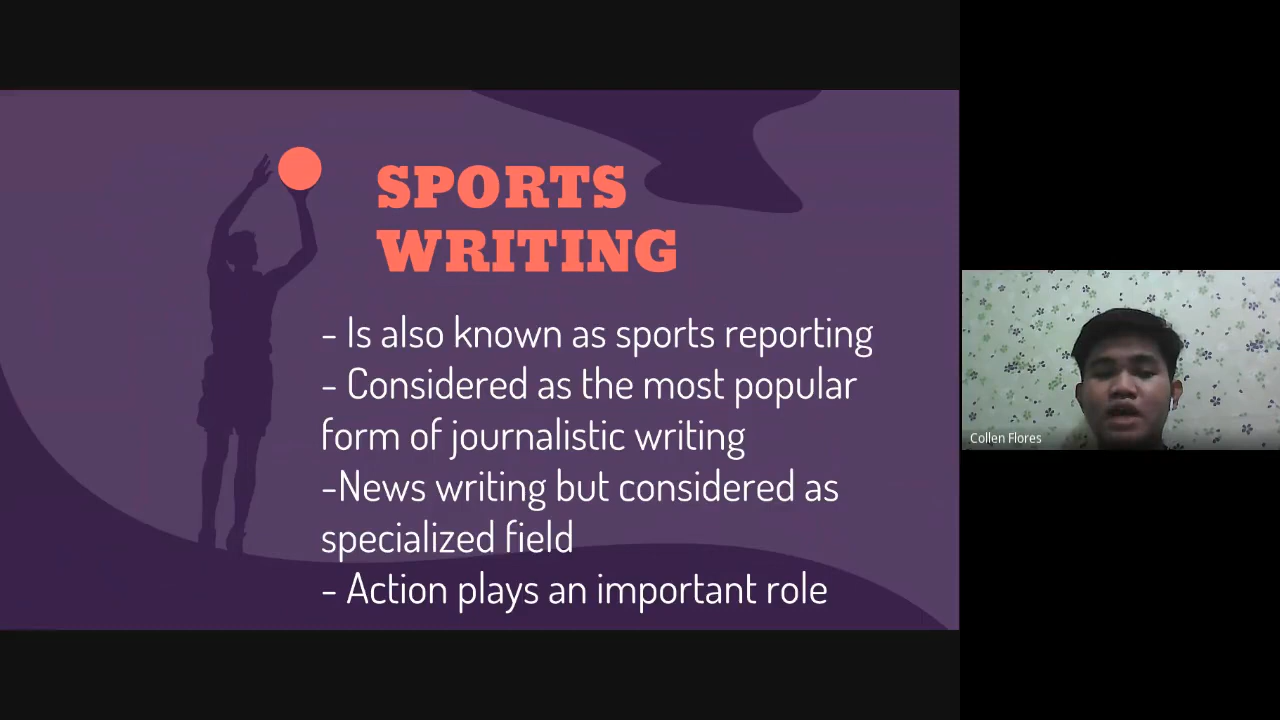 SPORTS
WRITING
- Is also known as sports reporting
- Considered as the most popular
form of journalistic writing
-News writing but considered as
specialized field
- Action plays an important role
Collen Flores